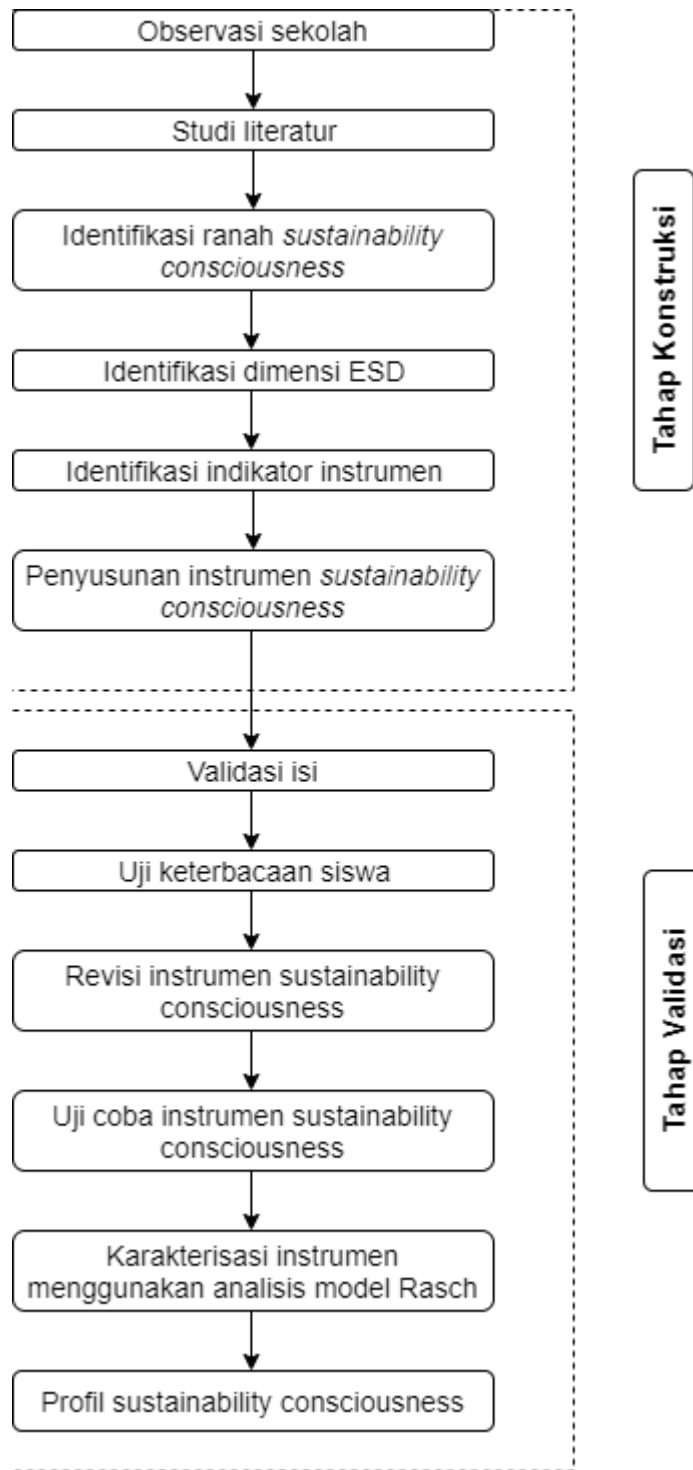 Observasi sekolah
Studi literatur
Identifikasi ranah sustainability
consciousness
Identifikasi dimensi ESD
Identifikasi indikator instrumen
Penyusunan instrumen sustainability
consciousness
Tahap Konstruksi
Validasi isi
Uji keterbacaan siswa
Revisi instrumen sustainability
consciousness
Uji coba instrumen sustainability
consciousness
Karakterisasi instrumen
menggunakan analisis model Rasch
Profil sustainability consciousness
Tahap Validasi